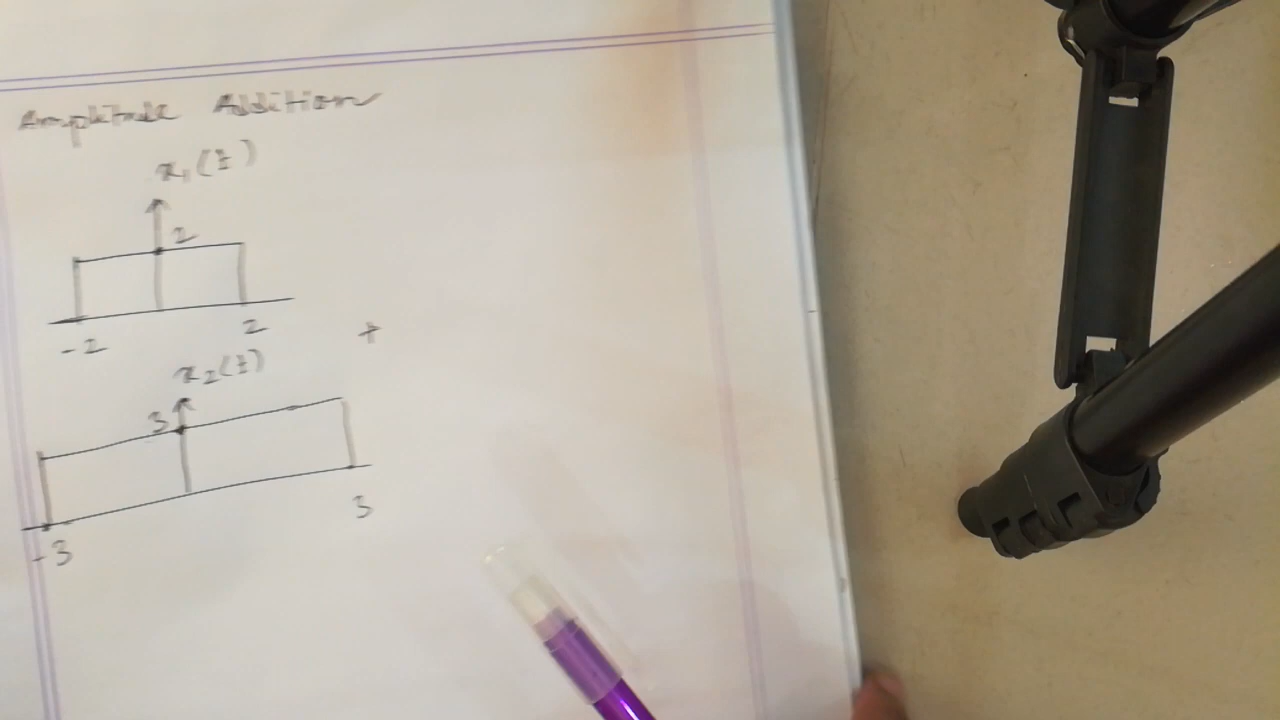 Amplitude Addition
x₁(t)
2
-2 2
+
x₂(t)
3
-3 3